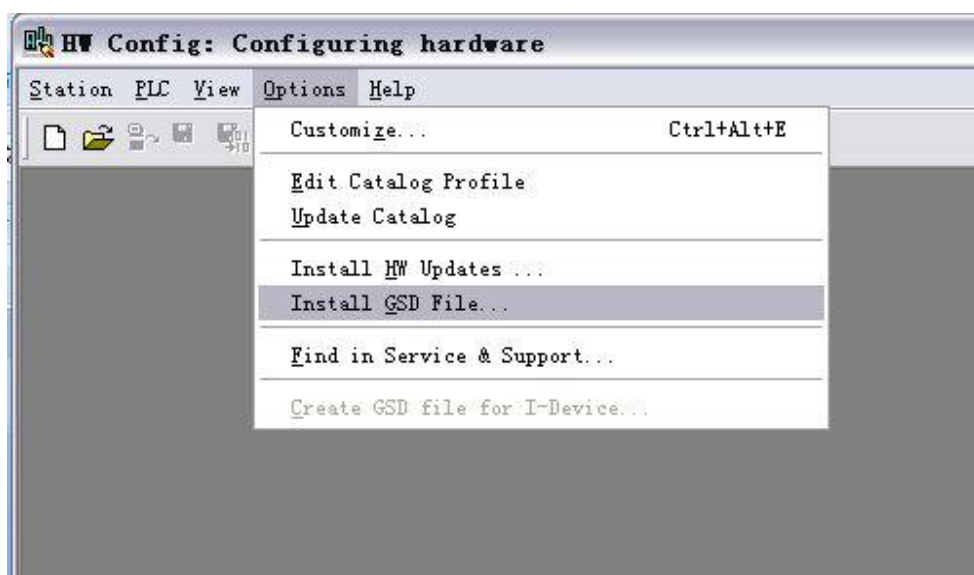 HW Config: Configuring hardware
Station PLC View Options Help
Customize... Ctrl+Alt+E
Edit Catalog Profile
Update Catalog
Install HW Updates ...
Install GSD File...
Find in Service & Support...
Create GSD file for I-Device...